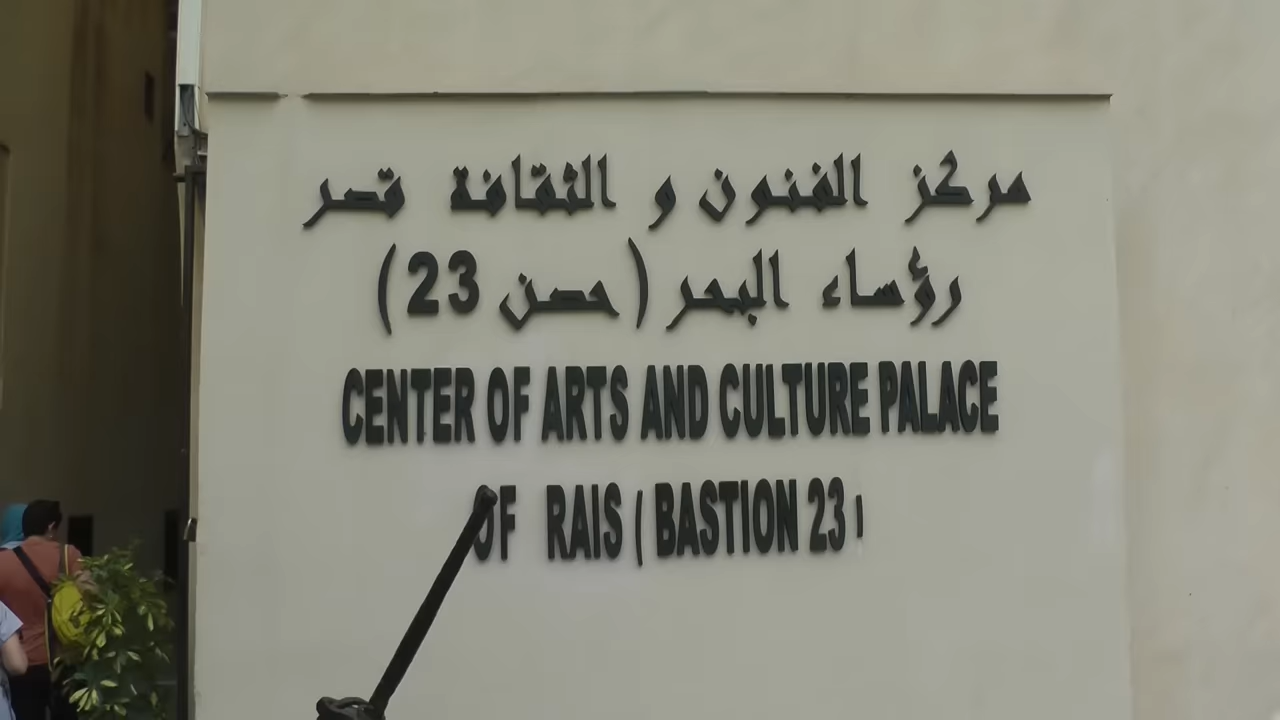 مركز الفنون و الثقافة قصر
رؤساء البحر (حصن 23)
CENTER OF ARTS AND CULTURE PALACE
OF RAIS ( BASTION 23 )